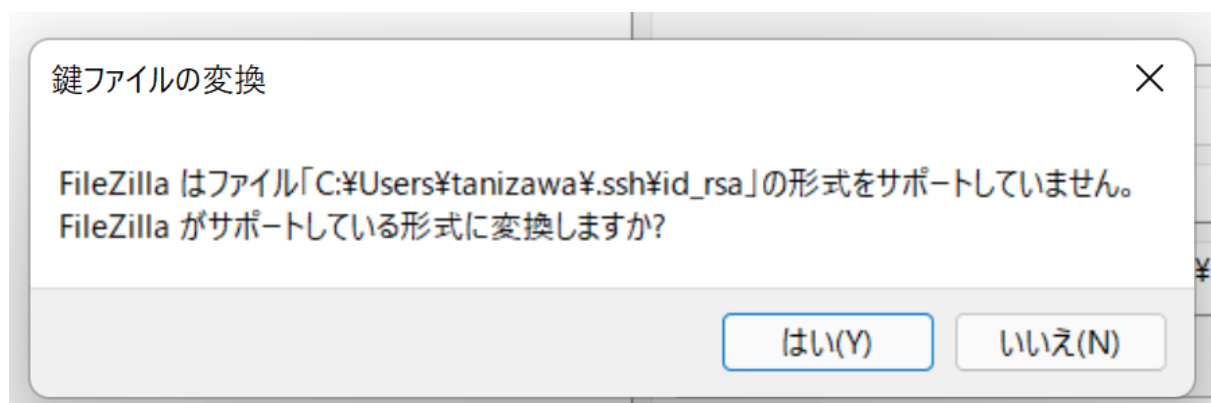 鍵ファイルの変換
FileZilla はファイル「C:¥Users¥tanizawa¥.ssh¥id_rsa」の形式をサポートしていません。
FileZilla がサポートしている形式に変換しますか?
¥
はい(Y)
いいえ(N)